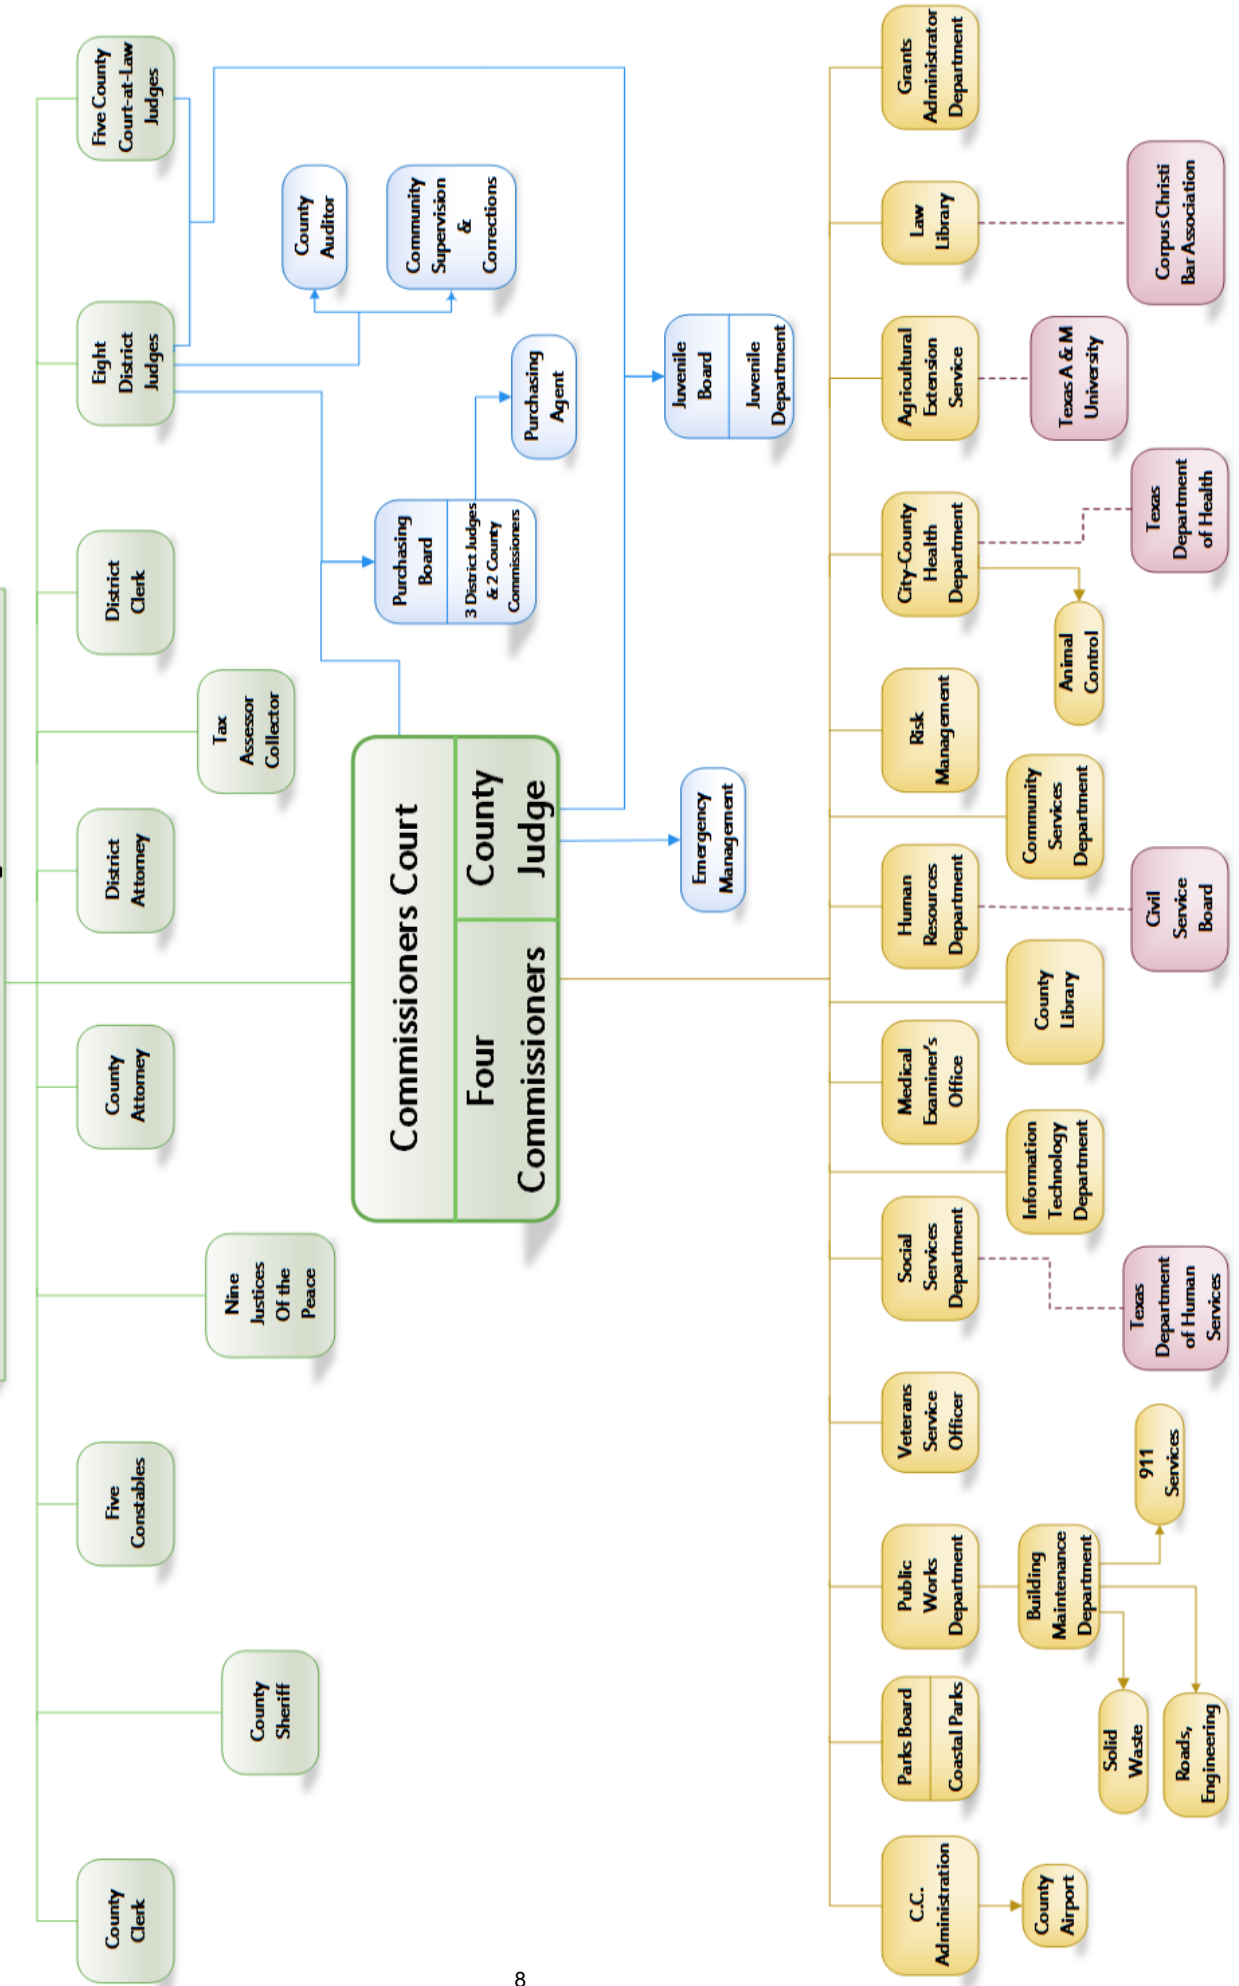 County
Clerk
County
Sheriff
Five
Constables
Nine
Justices
Of the
Peace
County
Attorney
District
Attorney
Tax
Assessor
Collector
District
Clerk
Eight
District
Judges
Five County
Court-at-Law
Judges
Commissioners Court
Four
Commissioners
County
Judge
Purchasing
Board
3 District Judges
& 2 County
Commissioners
Purchasing
Agent
County
Auditor
Community
Supervision
&
Corrections
Emergency
Management
Juvenile
Board
Juvenile
Department
C.C.
Administration
County
Airport
Parks Board
Coastal Parks
Public
Works
Department
Building
Maintenance
Department
Solid
Waste
Roads,
Engineering
911
Services
Veterans
Service
Officer
Social
Services
Department
Texas
Department
of Human
Services
Information
Technology
Department
Medical
Examiner's
Office
County
Library
Human
Resources
Department
Civil
Service
Board
Community
Services
Department
Risk
Management
City-County
Health
Department
Animal
Control
Texas
Department
of Health
Agricultural
Extension
Service
Texas A & M
University
Law
Library
Corpus Christi
Bar Association
Grants
Administrator
Department
8